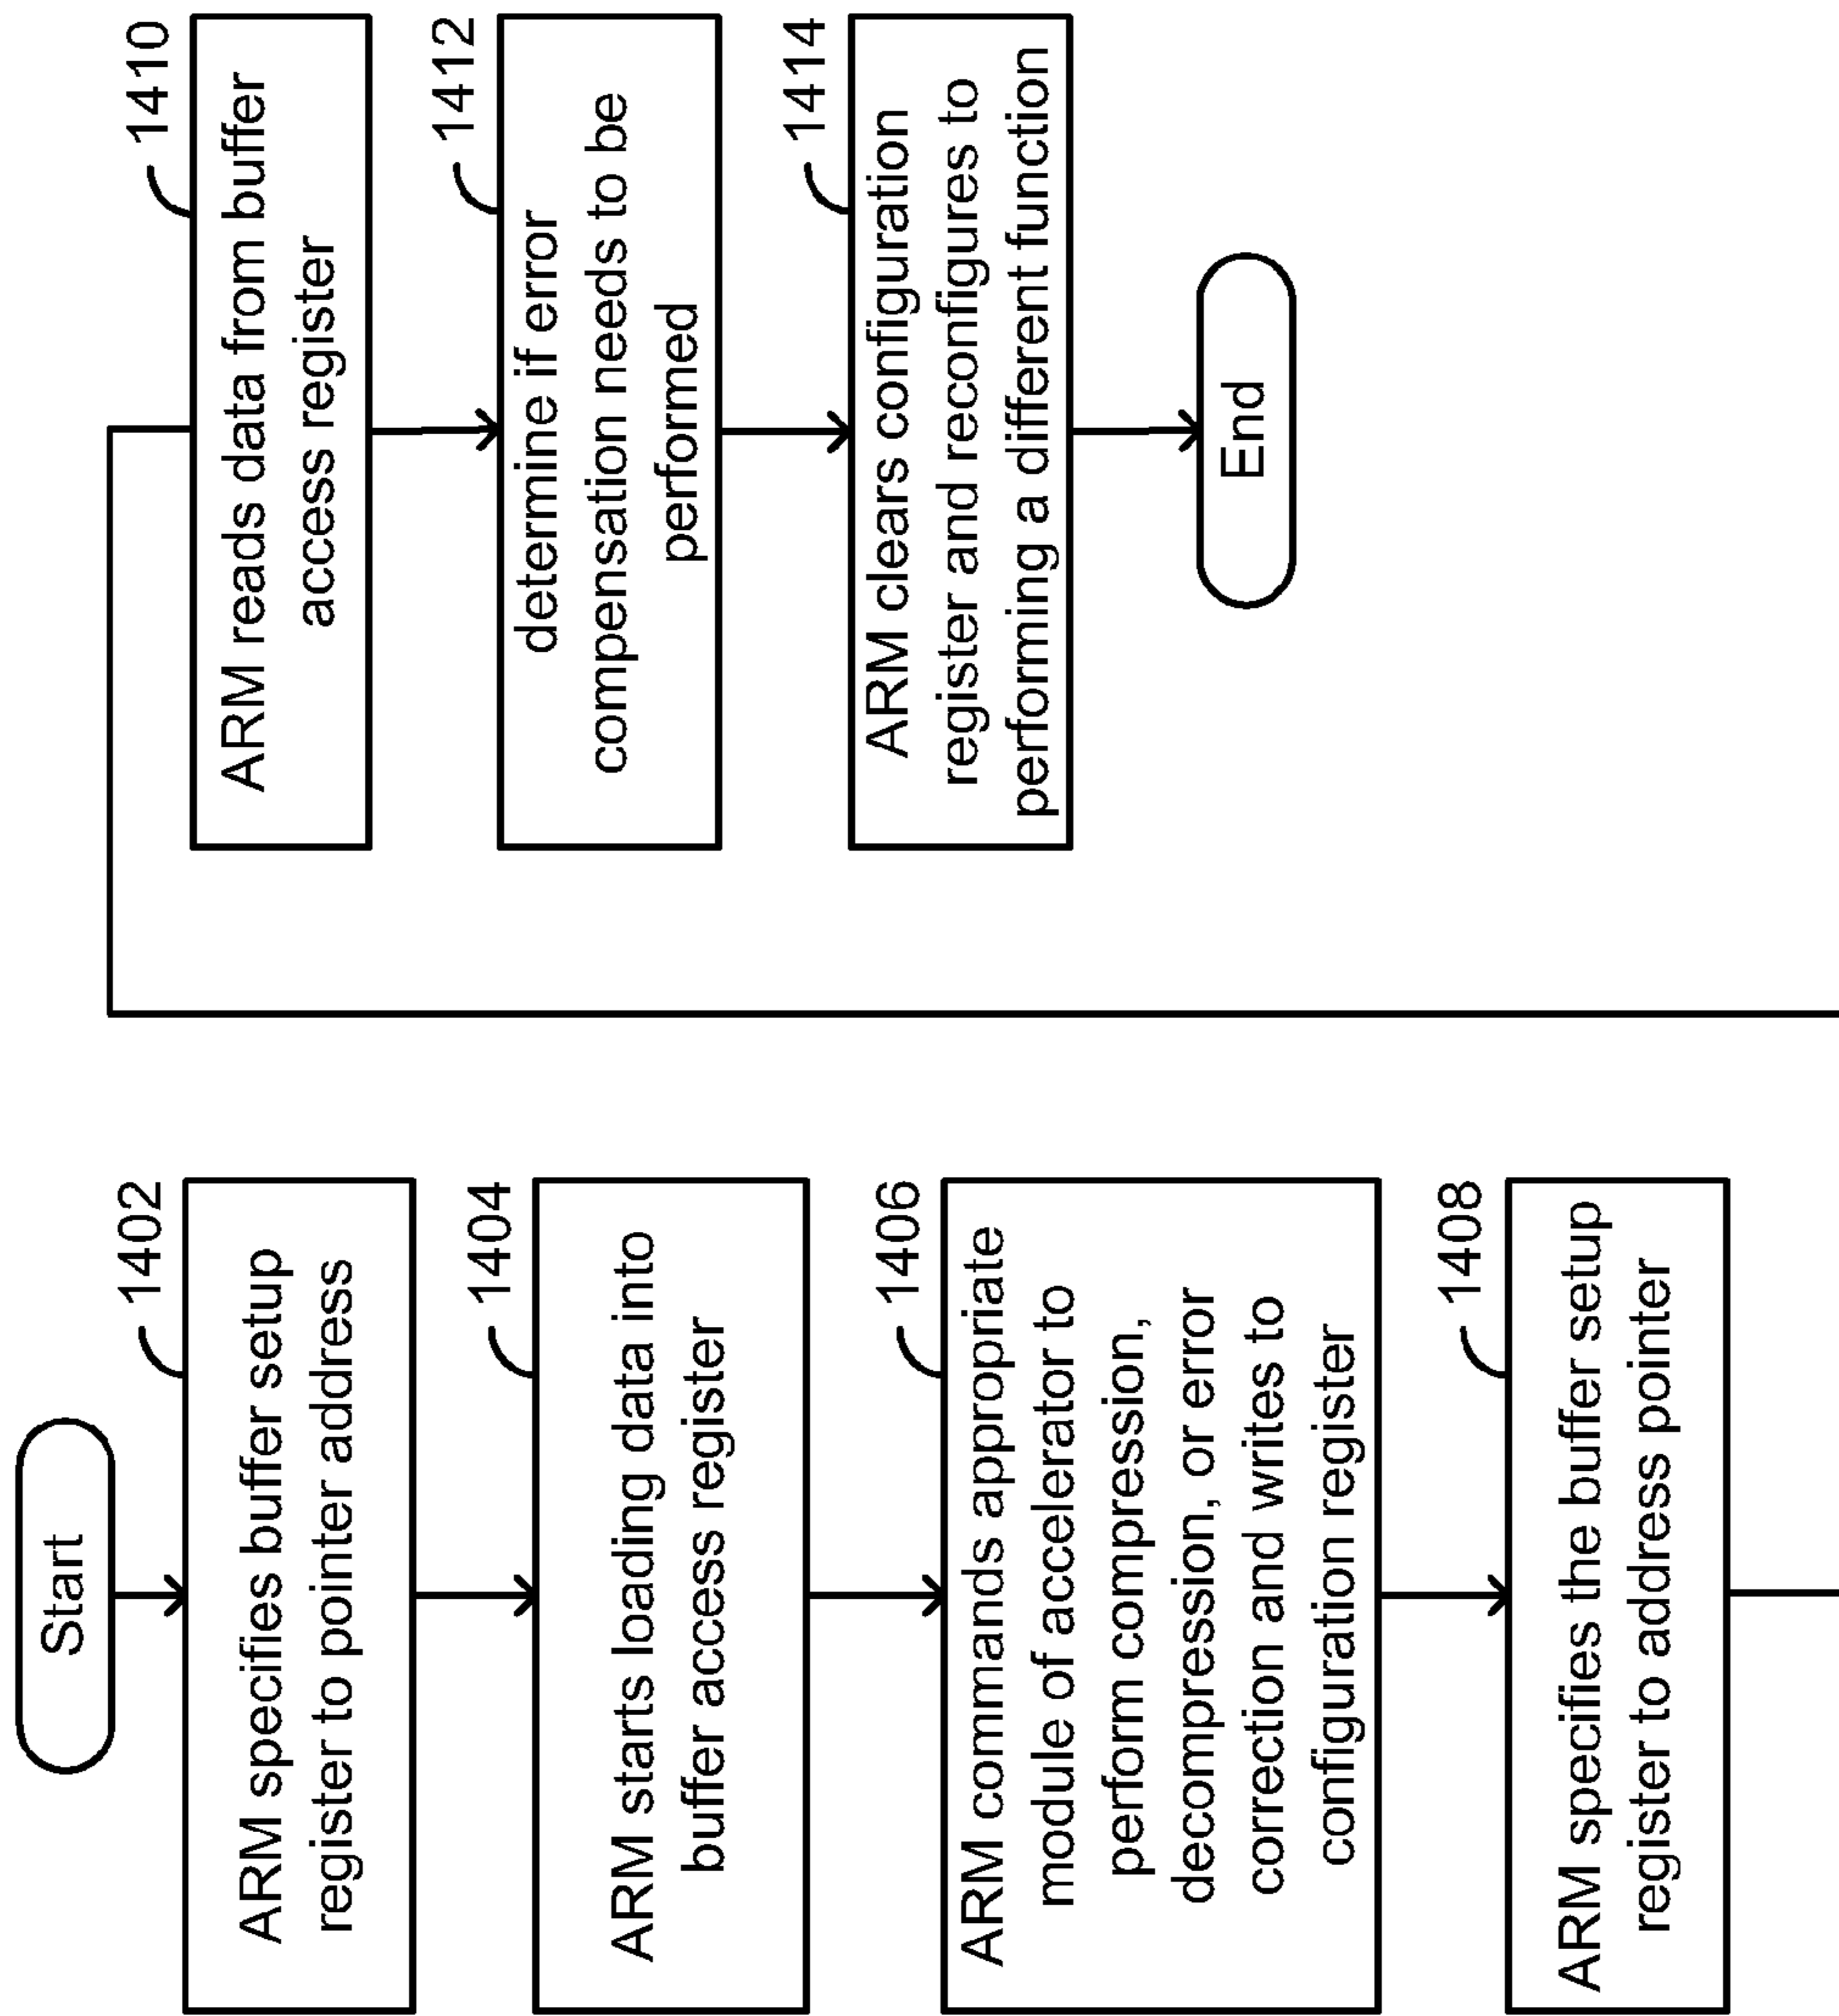 Start
1402
ARM specifies buffer setup
register to pointer address
1404
ARM starts loading data into
buffer access register
1406
ARM commands appropriate
module of accelerator to
perform compression,
decompression, or error
correction and writes to
configuration register
1408
ARM specifies the buffer setup
register to address pointer
1410
ARM reads data from buffer
access register
1412
determine if error
compensation needs to be
performed
1414
ARM clears configuration
register and reconfigures to
performing a different function
End